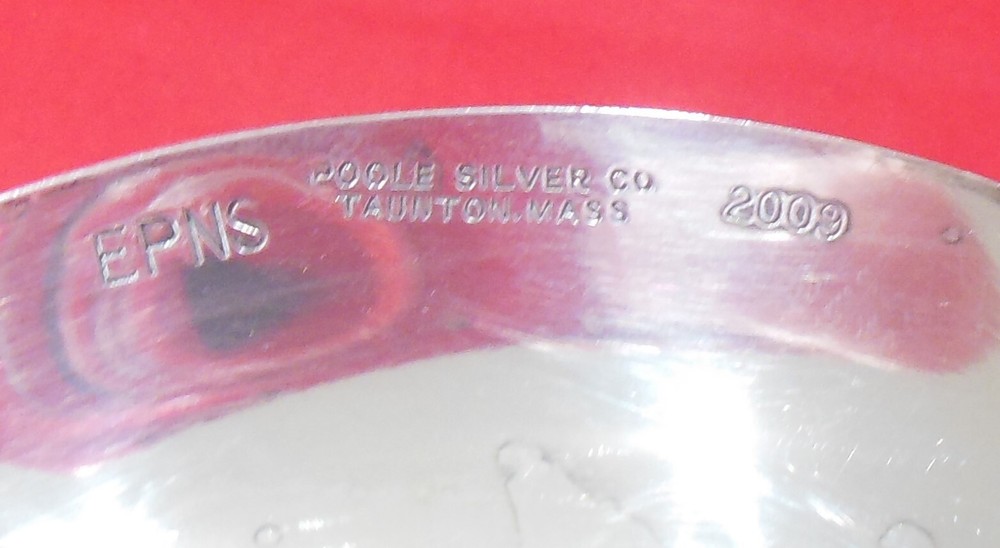 EPNS
POOLE SILVER CO.
TAUNTON. MASS
2009